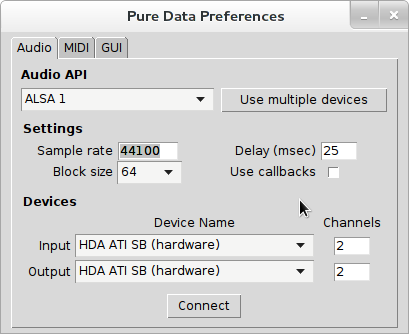 Pure Data Preferences
Audio MIDI GUI
Audio API
ALSA 1 Use multiple devices
Settings
Sample rate 44100 Delay (msec) 25
Block size 64 Use callbacks
Devices
Device Name Channels
Input HDA ATI SB (hardware) 2
Output HDA ATI SB (hardware) 2
Connect